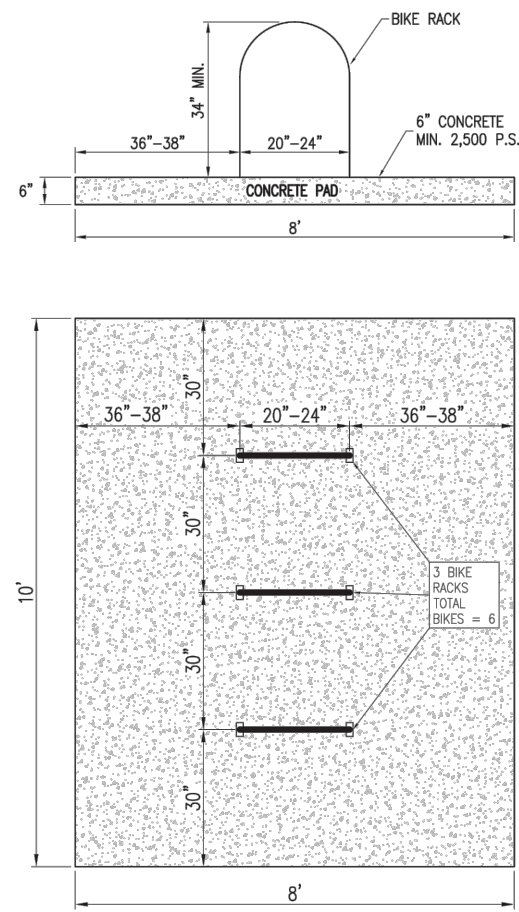 BIKE RACK
34" MIN.
6" CONCRETE
MIN. 2,500 P.S.
36"-38"
20"-24"
6"
CONCRETE PAD
8'
30"
36"-38"
20"-24"
36"-38"
30"
10'
3 BIKE
RACKS
TOTAL
BIKES = 6
30"
30"
8'